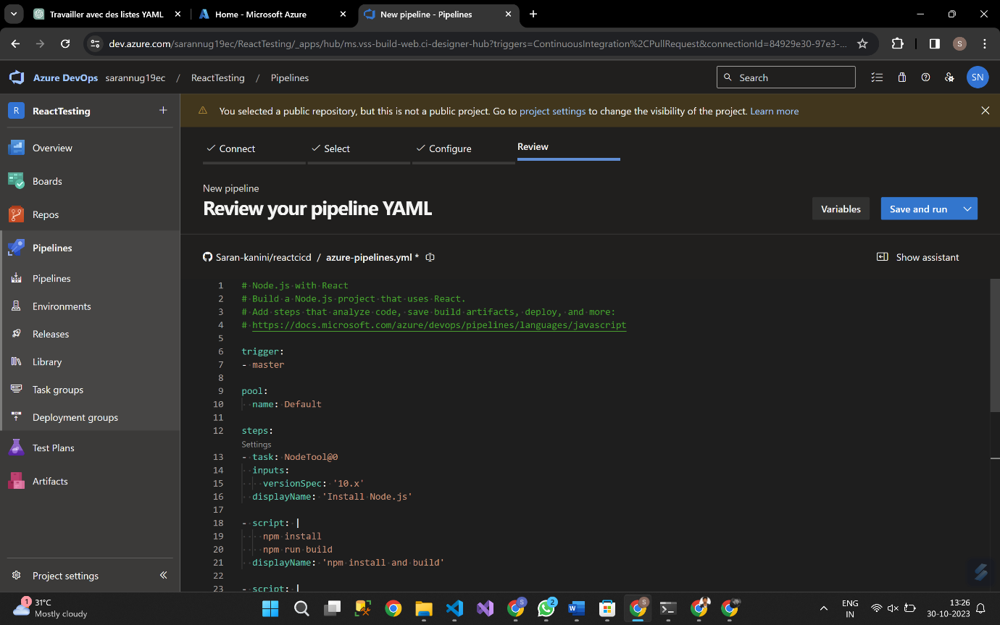 Travailler avec des listes YAML
Home - Microsoft Azure
New pipeline - Pipelines
dev.azure.com/sarannug19ec/ReactTesting/_apps/hub/ms.vss-build-web.ci-designer-hub?triggers=ContinuousIntegration%2CPullRequest&connectionId=84929e30-97e3-...
S
Azure DevOps sarannug19ec / ReactTesting / Pipelines
Search
SN
R ReactTesting
You selected a public repository, but this is not a public project. Go to project settings to change the visibility of the project. Learn more
Overview
Boards
Repos
Pipelines
Pipelines
Environments
Releases
Library
Task groups
Deployment groups
Test Plans
Artifacts
Project settings
Connect
Select
Configure
Review
New pipeline
Review your pipeline YAML
Variables
Save and run
Saran-kanini/reactcicd / azure-pipelines.yml *
Show assistant
1 # Node.js with React
2 # Build a Node.js project that uses React.
3 # Add steps that analyze code, save build artifacts, deploy, and more:
4 # https://docs.microsoft.com/azure/devops/pipelines/languages/javascript
5
6 trigger:
7 - master
8
9 pool:
10 name: Default
11
12 steps:
Settings
13 - task: NodeTool@0
14 inputs:
15 versionSpec: '10.x'
16 displayName: 'Install Node.js'
17
18 - script: |
19 npm install
20 npm run build
21 displayName: 'npm install and build'
22
23 - script: |
1
31°C
Mostly cloudy
S
2
S
ENG
IN
13:26
30-10-2023